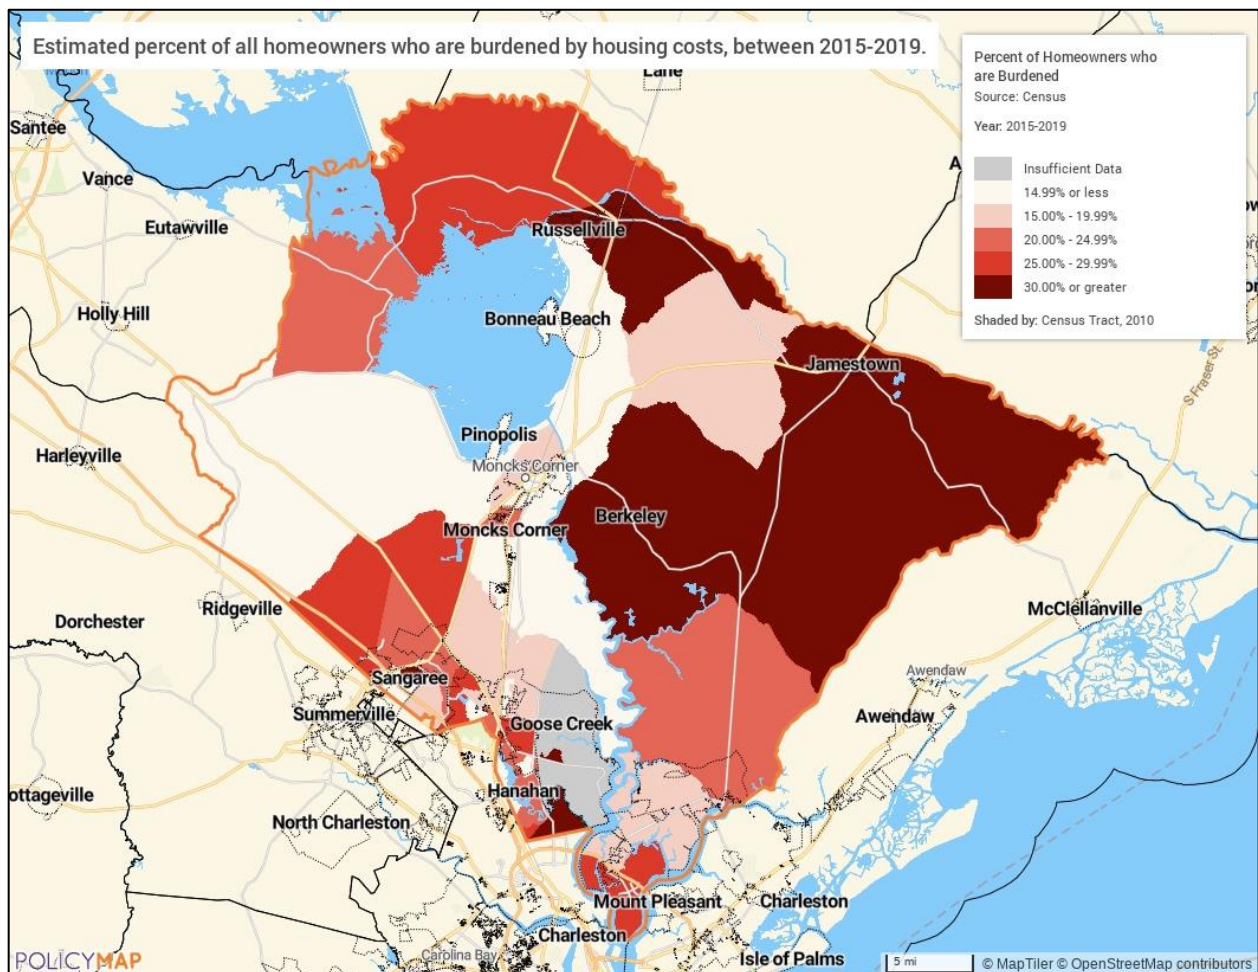 Estimated percent of all homeowners who are burdened by housing costs, between 2015-2019.
Percent of Homeowners who
are Burdened
Source: Census
Year: 2015-2019
Insufficient Data
14.99% or less
15.00% - 19.99%
20.00% - 24.99%
25.00% - 29.99%
30.00% or greater
Shaded by: Census Tract, 2010
Lane
Santee
Vance
Eutawville
Russellville
Holly Hill
Bonneau Beach
Jamestown
S Fraser St.
Pinopolis
Harleyville
Moncks Corner
Berkeley
Moncks Corner
Ridgeville
McClellanville
Dorchester
Awendaw
Sangaree
Summerville
Goose Creek
Awendaw
Hanahan
ottageville
North Charleston
Mount Pleasant
Charleston
Charleston
Carolina Bay
Isle of Palms
POLICYMAP
5 mi
© MapTiler © OpenStreetMap contributors